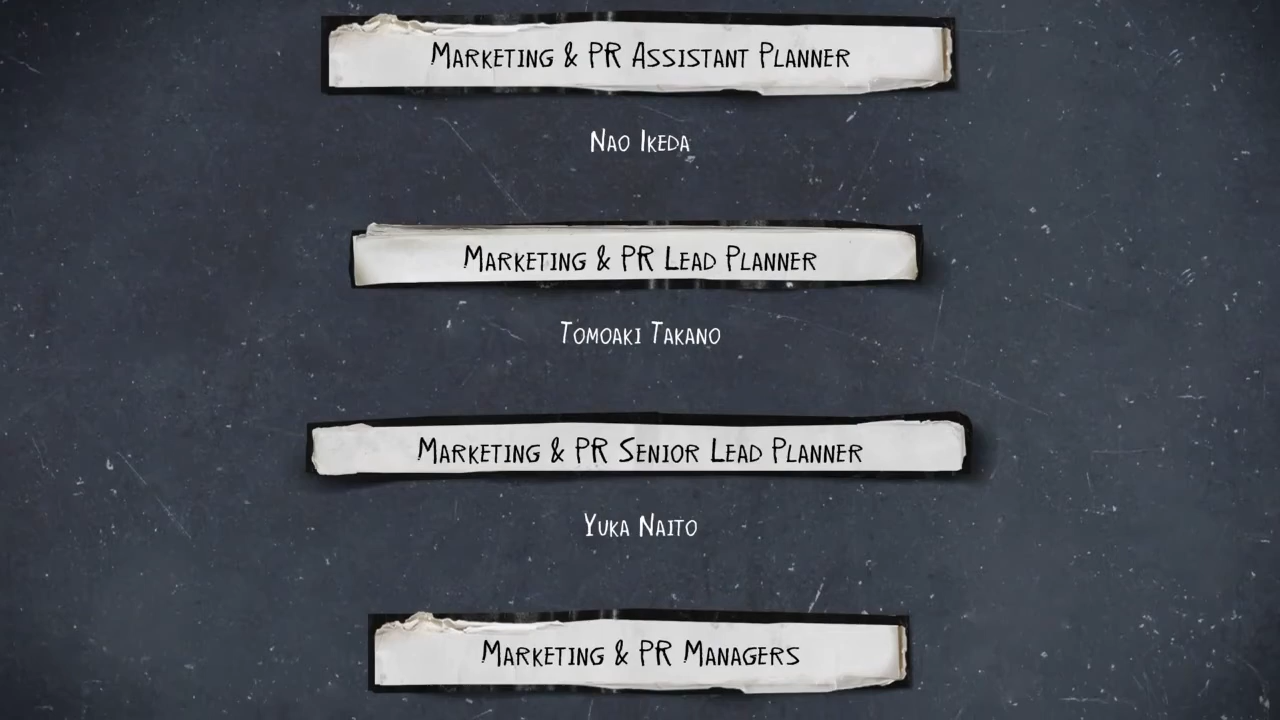 Marketing & PR Assistant Planner
Nao Ikeda
Marketing & PR Lead Planner
Tomoaki Takano
Marketing & PR Senior Lead Planner
Yuka Naito
Marketing & PR Managers